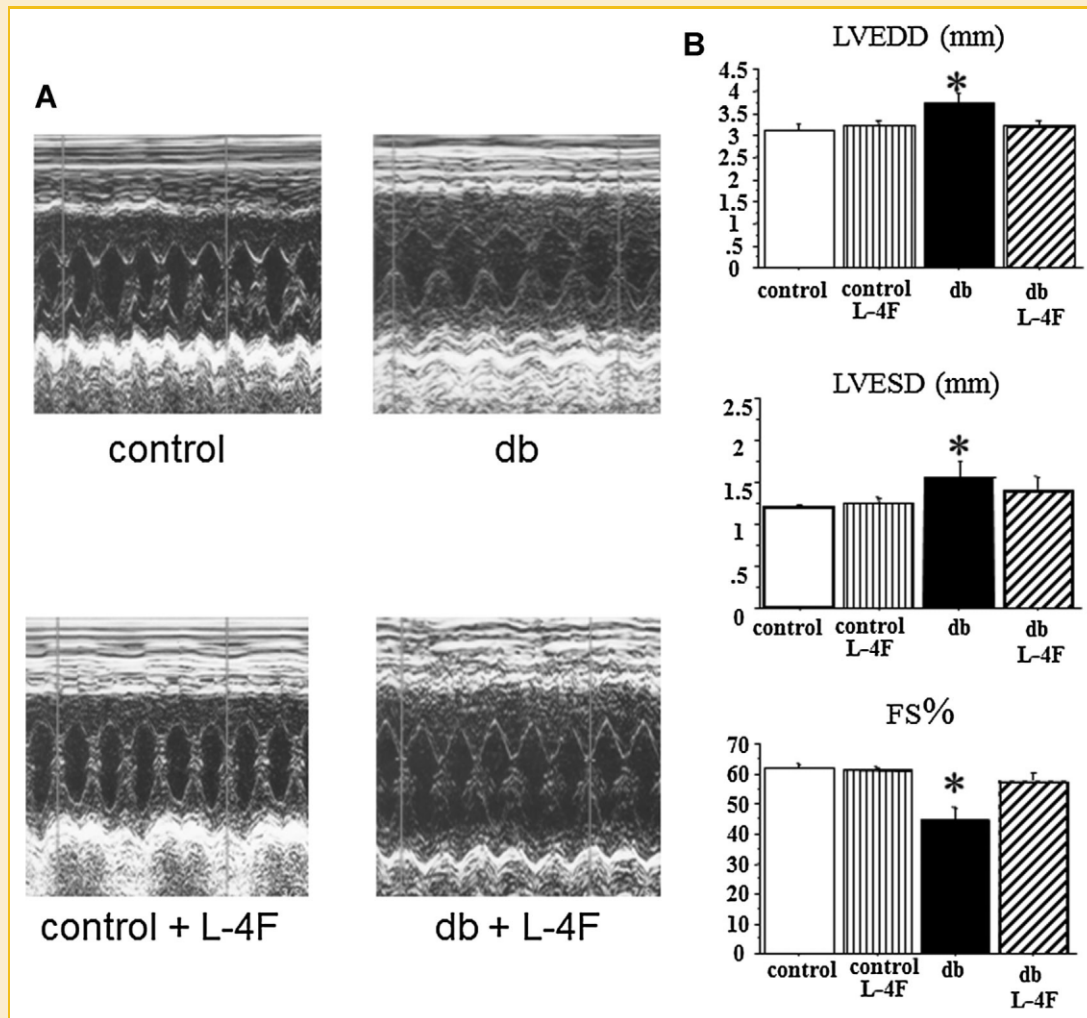 A
control
db
control + L-4F
db + L-4F
B
LVEDD (mm)
4.5
4
3.5
3
2.5
2
1.5
1
.5
0
control
control
L-4F
*
db
db
L-4F
LVESD (mm)
2.5
2
1.5
1
.5
0
control
control
L-4F
*
db
db
L-4F
FS%
70
60
50
40
30
20
10
0
control
control
L-4F
*
db
db
L-4F